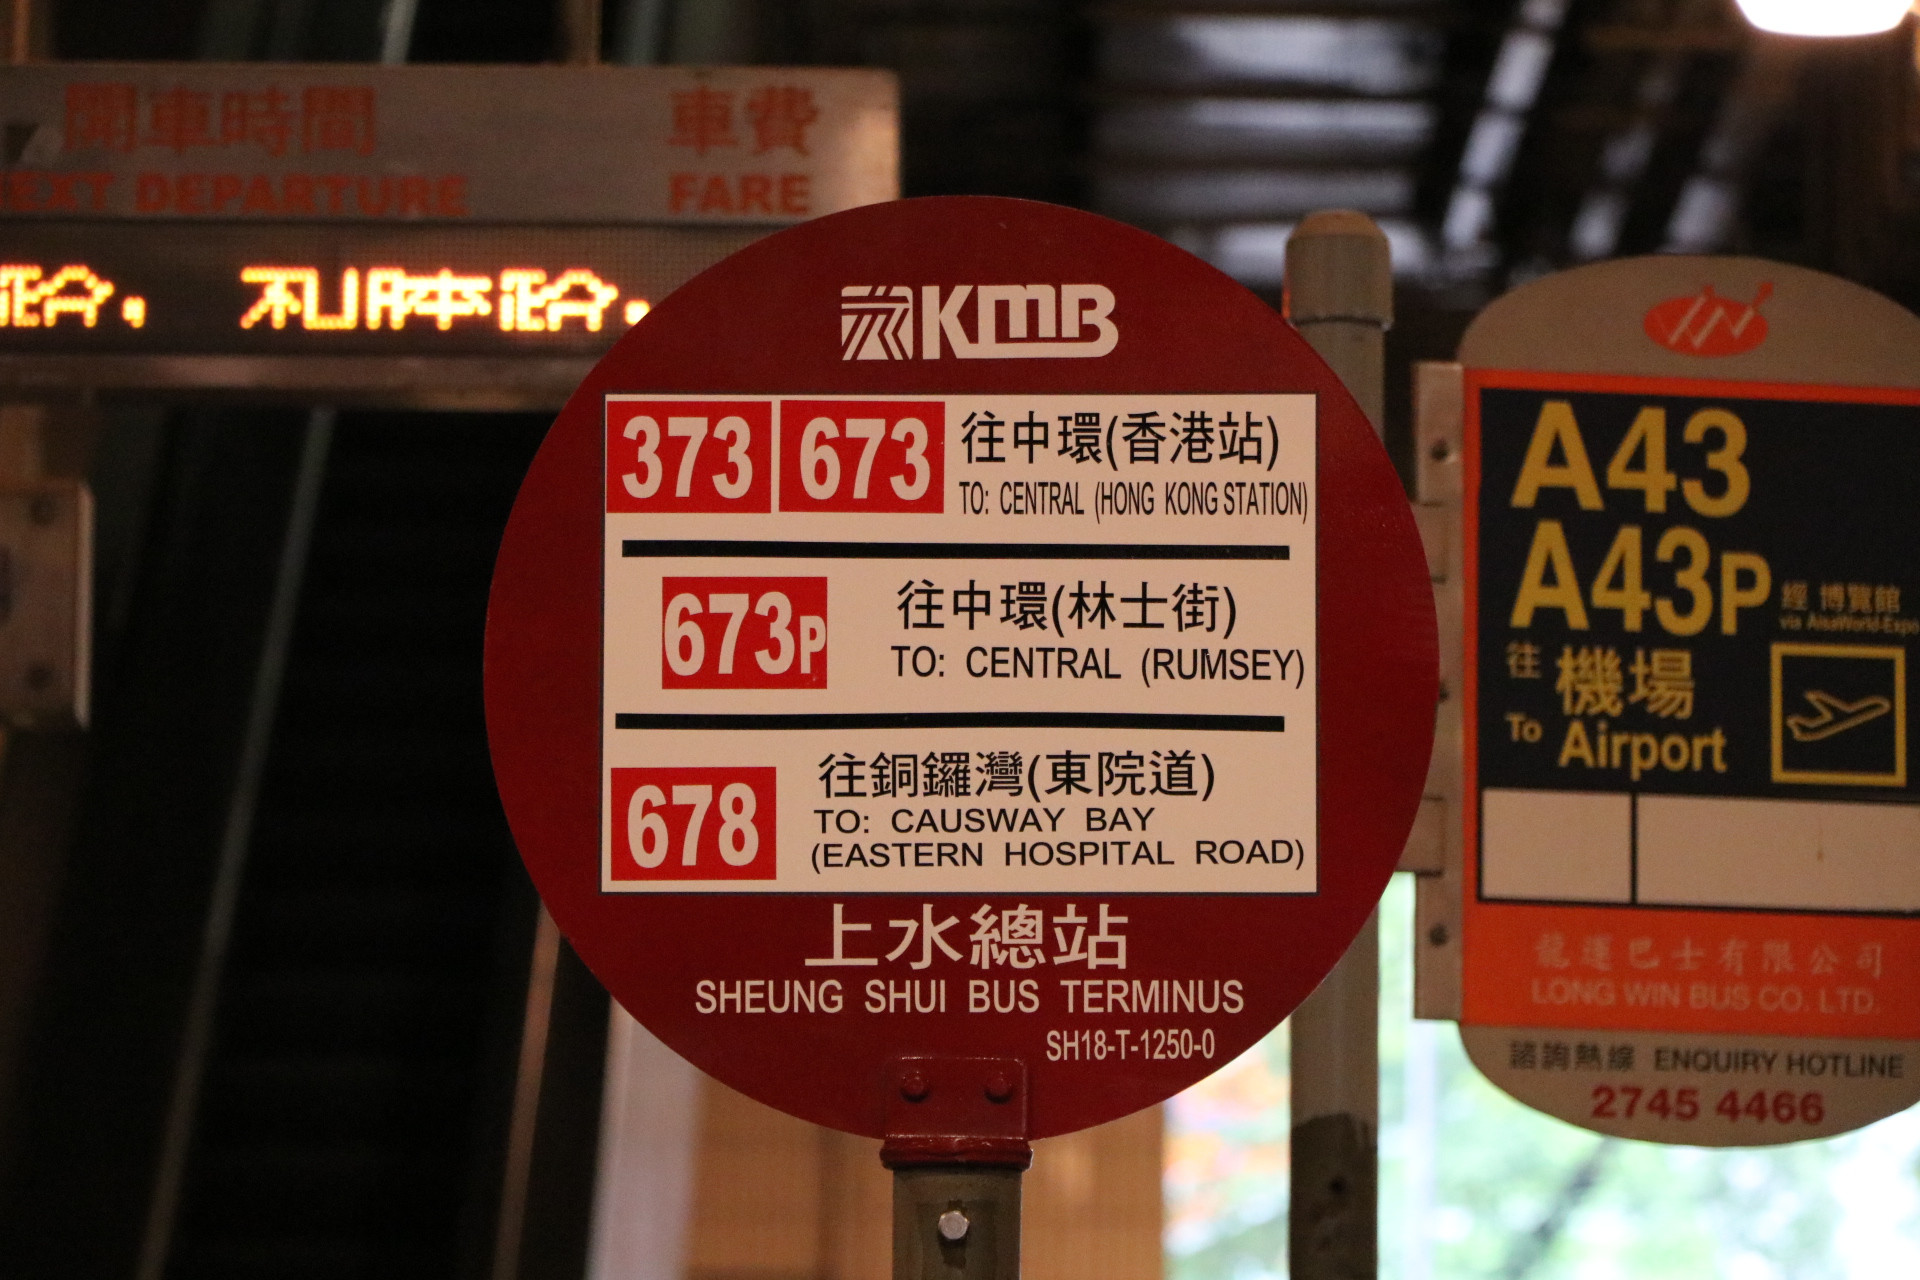 開車時間 車費
NEXT DEPARTURE FARE
KMB
373 673 往中環(香港站)
TO: CENTRAL (HONG KONG STATION)
673P 往中環(林士街)
TO: CENTRAL (RUMSEY)
678 往銅鑼灣(東院道)
TO: CAUSWAY BAY
(EASTERN HOSPITAL ROAD)
上水總站
SHEUNG SHUI BUS TERMINUS
SH18-T-1250-0
A43
A43P 經 博覽館
via AisaWorld-Expo
往 機場
To Airport
龍運巴士有限公司
LONG WIN BUS CO. LTD.
諮詢熱線 ENQUIRY HOTLINE
2745 4466